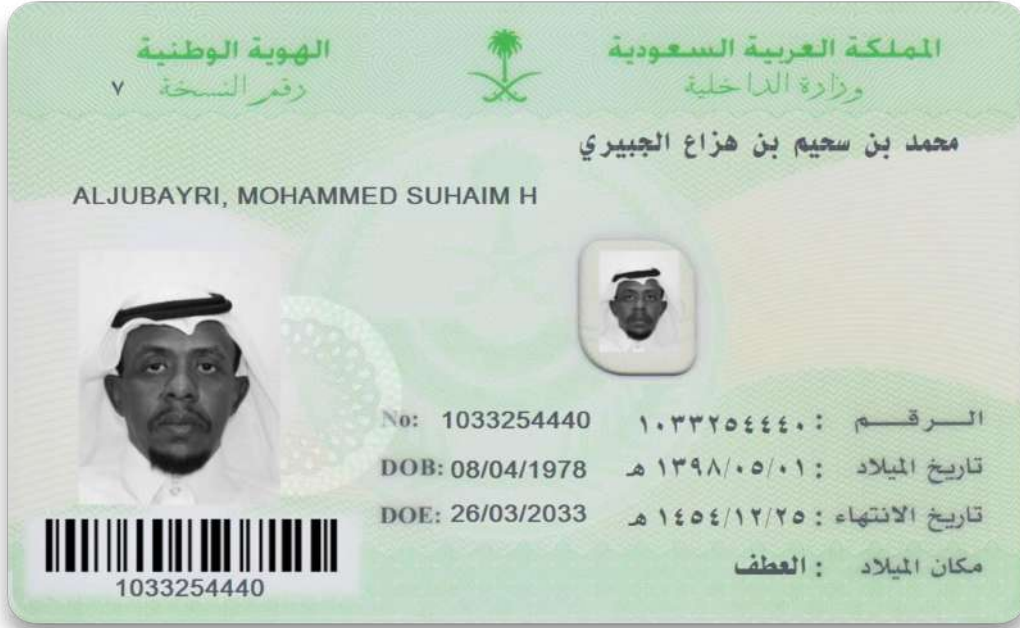 المملكة العربية السعودية
وزارة الداخلية
الهوية الوطنية
رقم النسخة ٧
محمد بن سحيم بن هزاع الجبيري
ALJUBAYRI, MOHAMMED SUHAIM H
الرقم : ١٠٣٣٢٥٤٤٤٠ No: 1033254440
تاريخ الميلاد : ١٣٩٨/٠٥/٠١ هـ DOB: 08/04/1978
تاريخ الانتهاء : ١٤٥٤/١٢/٢٥ هـ DOE: 26/03/2033
مكان الميلاد : العطف
1033254440